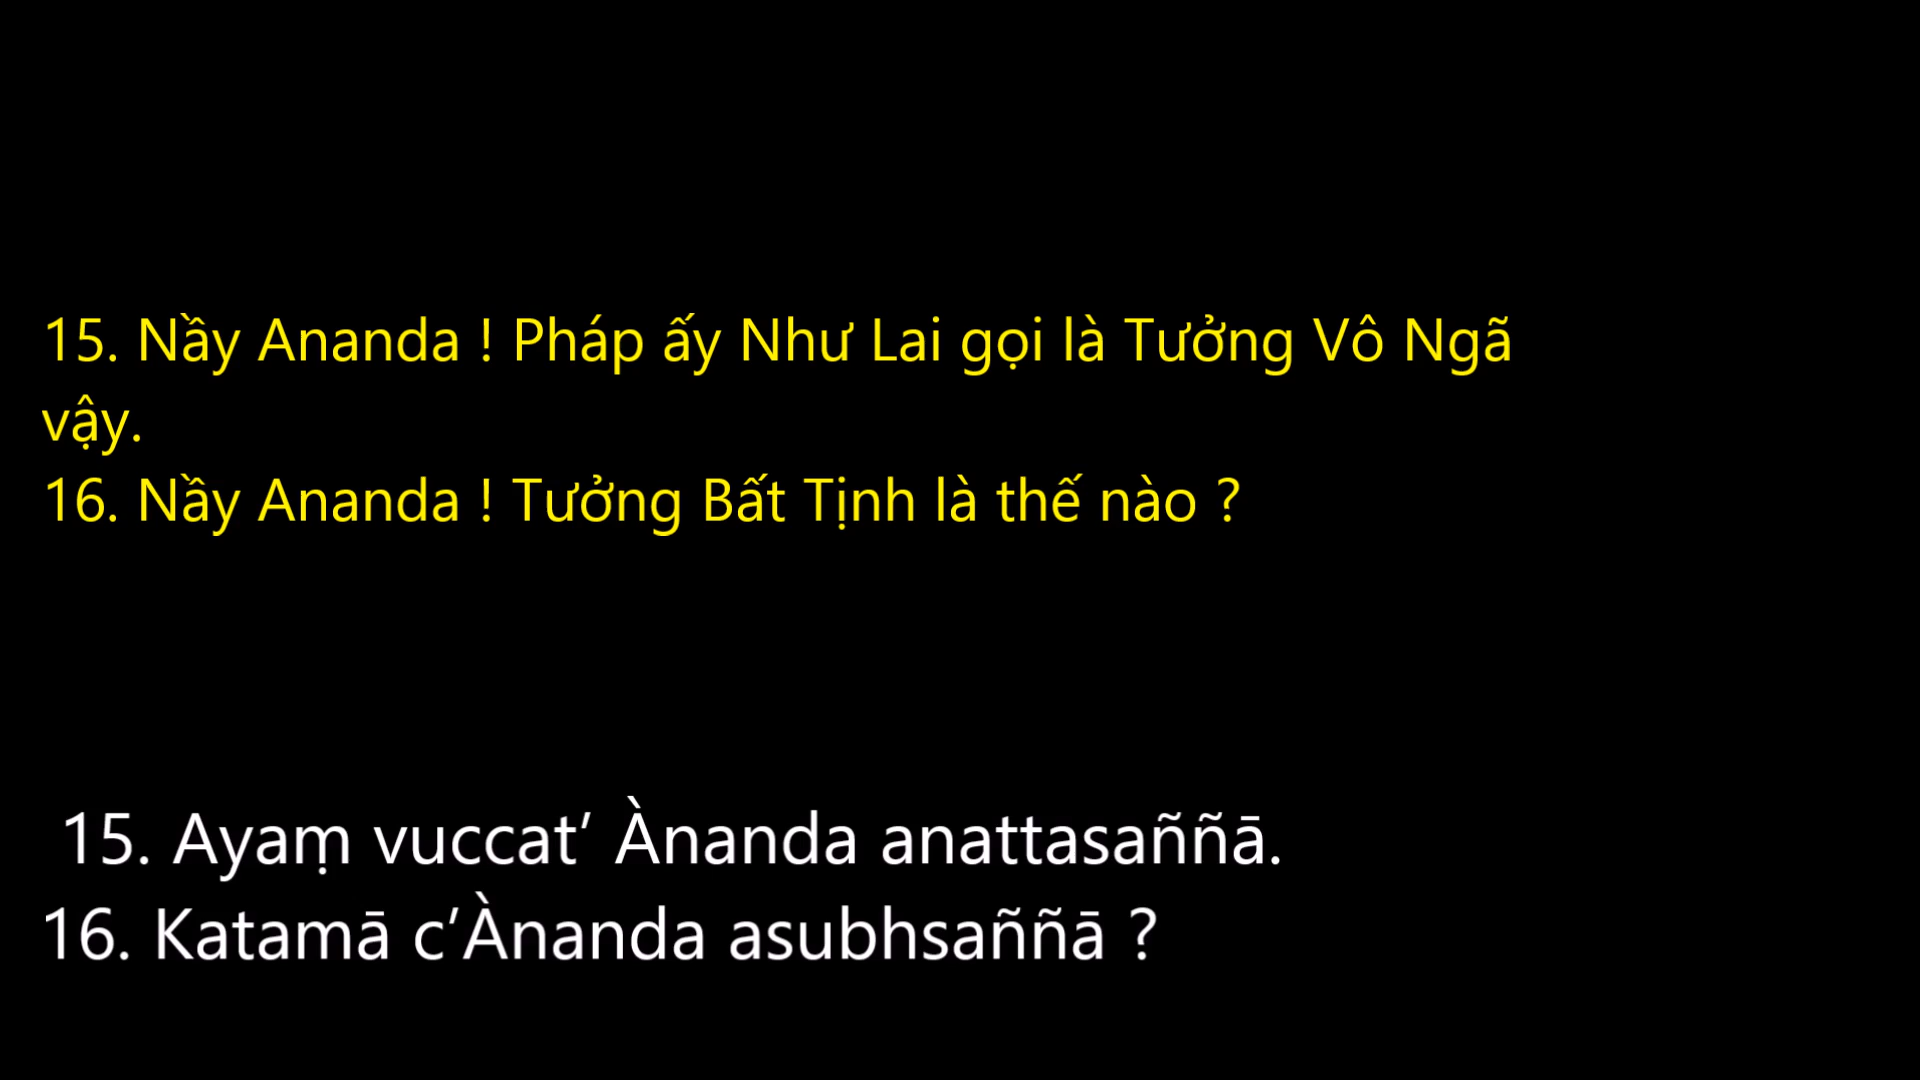 15. Nầy Ananda ! Pháp ấy Như Lai gọi là Tưởng Vô Ngã
vậy.
16. Nầy Ananda ! Tưởng Bất Tịnh là thế nào ?
15. Ayaṃ vuccat’ Ànanda anattasaññā.
16. Katamā c’Ànanda asubhsaññā ?